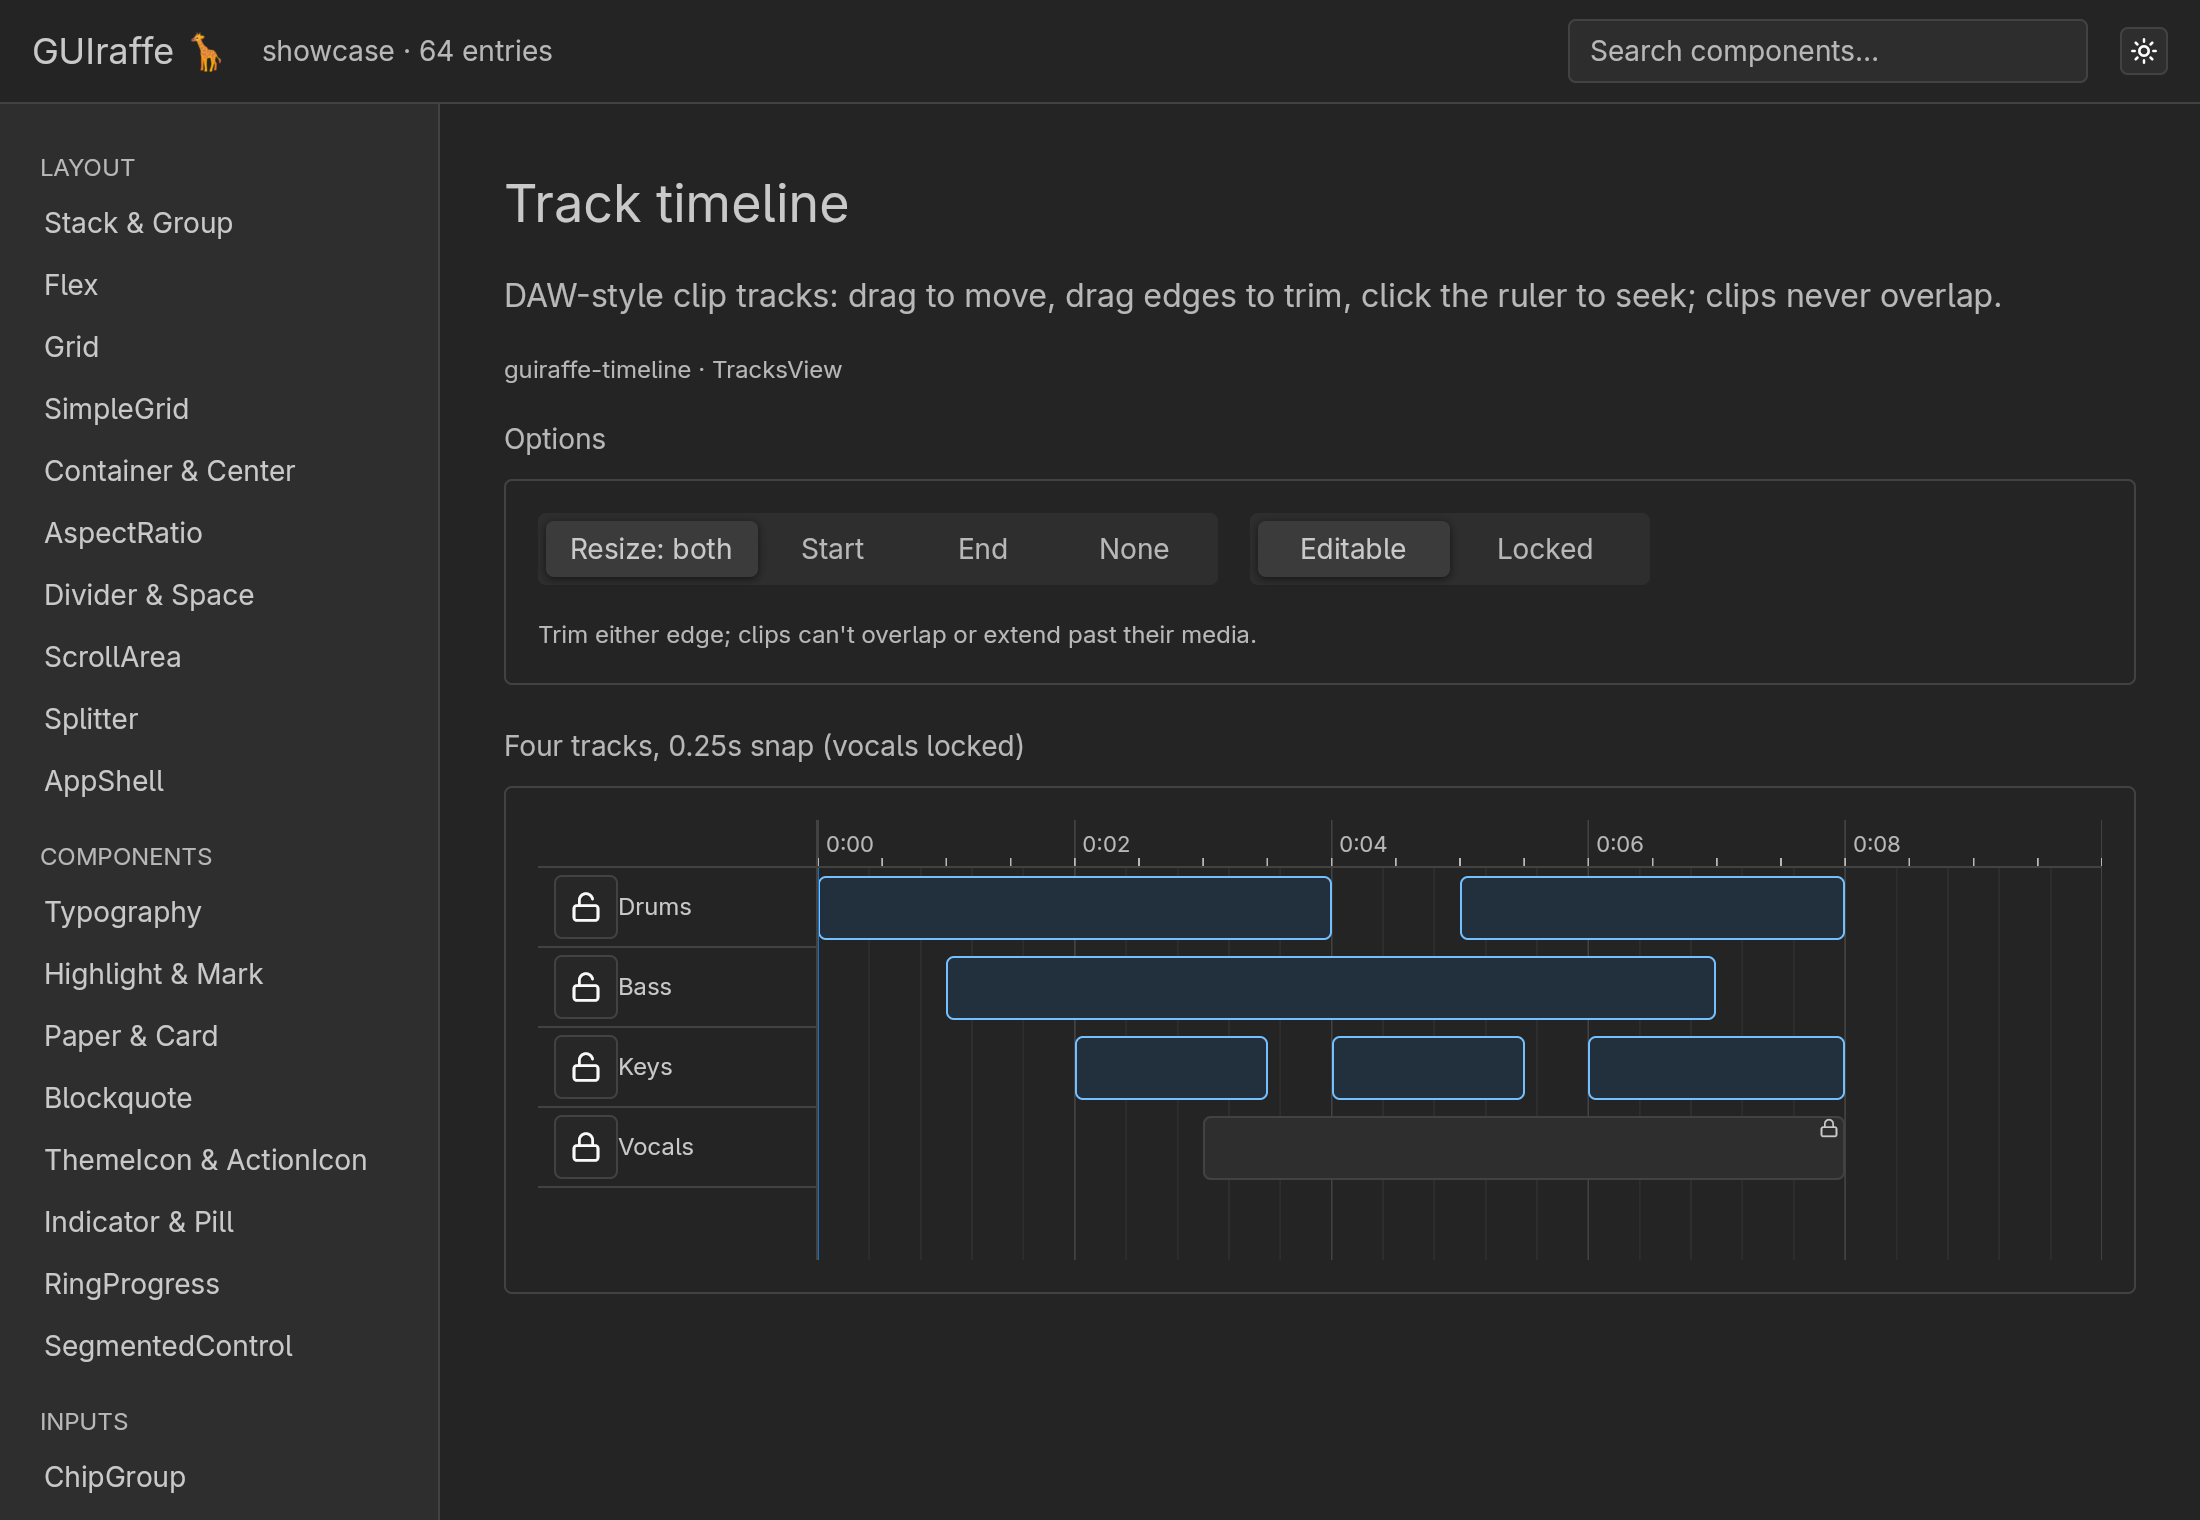 GUIraffe 🦒 showcase · 64 entries Search components...
LAYOUT
Stack & Group
Flex
Grid
SimpleGrid
Container & Center
AspectRatio
Divider & Space
ScrollArea
Splitter
AppShell
COMPONENTS
Typography
Highlight & Mark
Paper & Card
Blockquote
ThemeIcon & ActionIcon
Indicator & Pill
RingProgress
SegmentedControl
INPUTS
ChipGroup
Track timeline
DAW-style clip tracks: drag to move, drag edges to trim, click the ruler to seek; clips never overlap.
guiraffe-timeline · TracksView
Options
Resize: both Start End None Editable Locked
Trim either edge; clips can't overlap or extend past their media.
Four tracks, 0.25s snap (vocals locked)
0:00 0:02 0:04 0:06 0:08
Drums
Bass
Keys
Vocals